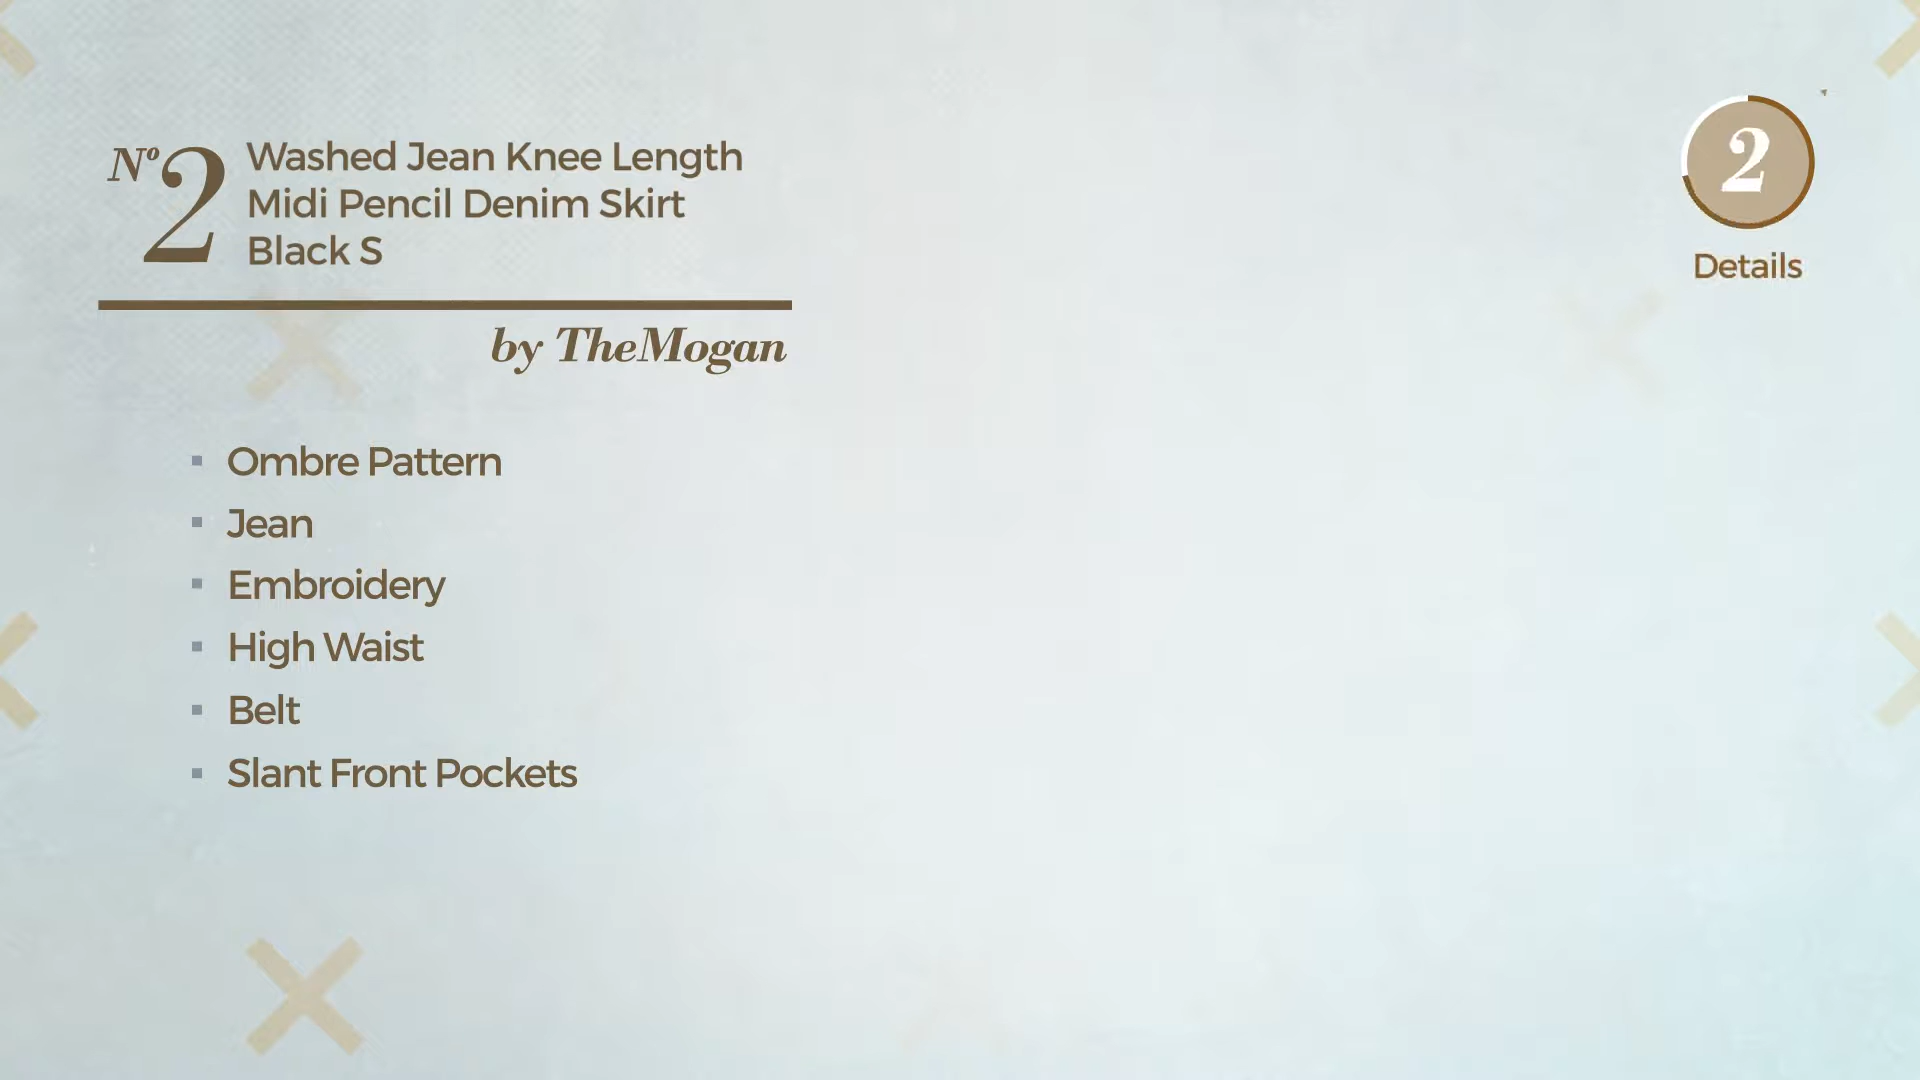 Nº2
Washed Jean Knee Length
Midi Pencil Denim Skirt
Black S
by TheMogan
2
Details
▪ Ombre Pattern
▪ Jean
▪ Embroidery
▪ High Waist
▪ Belt
▪ Slant Front Pockets